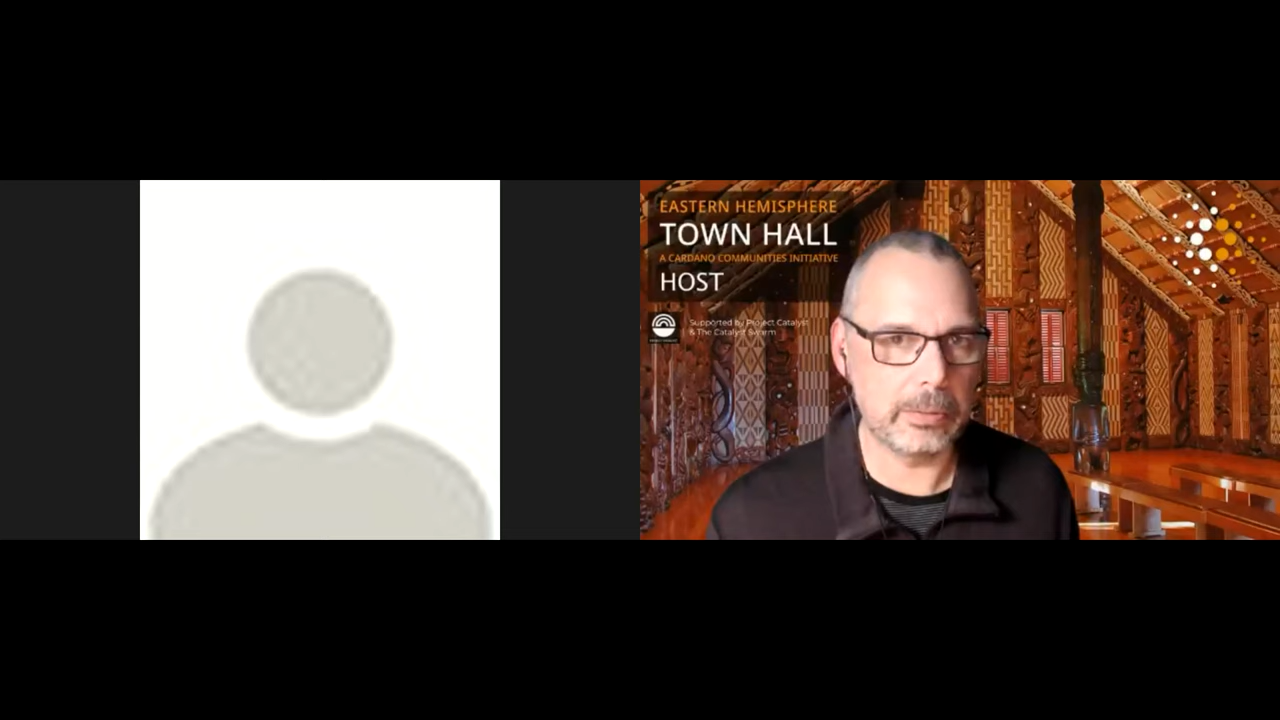 EASTERN HEMISPHERE
TOWN HALL
A CARDANO COMMUNITIES INITIATIVE
HOST
Supported by Project Catalyst
& The Catalyst Swarm